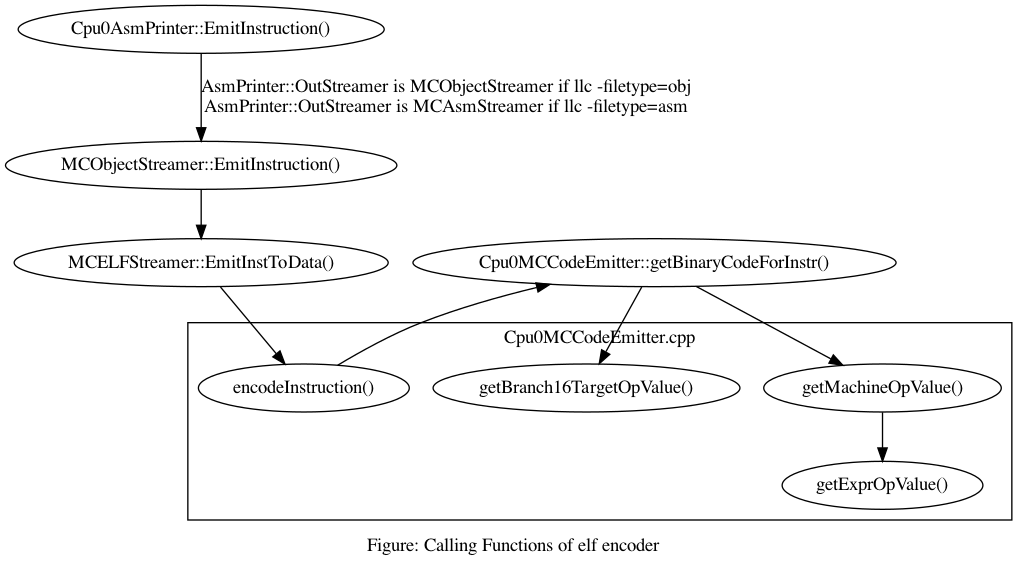 Cpu0AsmPrinter::EmitInstruction()
AsmPrinter::OutStreamer is MCObjectStreamer if llc -filetype=obj
AsmPrinter::OutStreamer is MCAsmStreamer if llc -filetype=asm
MCObjectStreamer::EmitInstruction()
MCELFStreamer::EmitInstToData()
Cpu0MCCodeEmitter::getBinaryCodeForInstr()
Cpu0MCCodeEmitter.cpp
encodeInstruction()
getBranch16TargetOpValue()
getMachineOpValue()
getExprOpValue()
Figure: Calling Functions of elf encoder